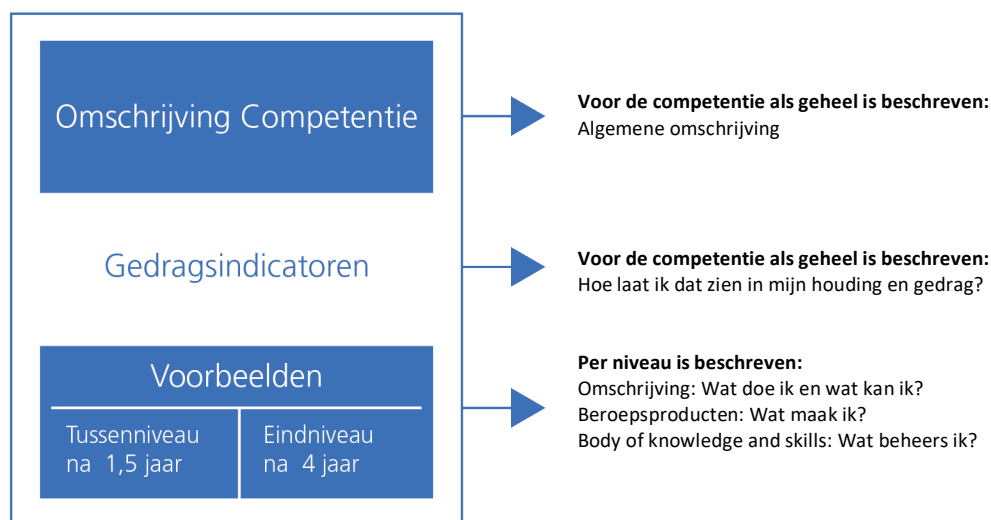 Omschrijving Competentie
Voor de competentie als geheel is beschreven:
Algemene omschrijving
Gedragsindicatoren
Voor de competentie als geheel is beschreven:
Hoe laat ik dat zien in mijn houding en gedrag?
Voorbeelden
Tussenniveau
na 1,5 jaar
Eindniveau
na 4 jaar
Per niveau is beschreven:
Omschrijving: Wat doe ik en wat kan ik?
Beroepsproducten: Wat maak ik?
Body of knowledge and skills: Wat beheers ik?